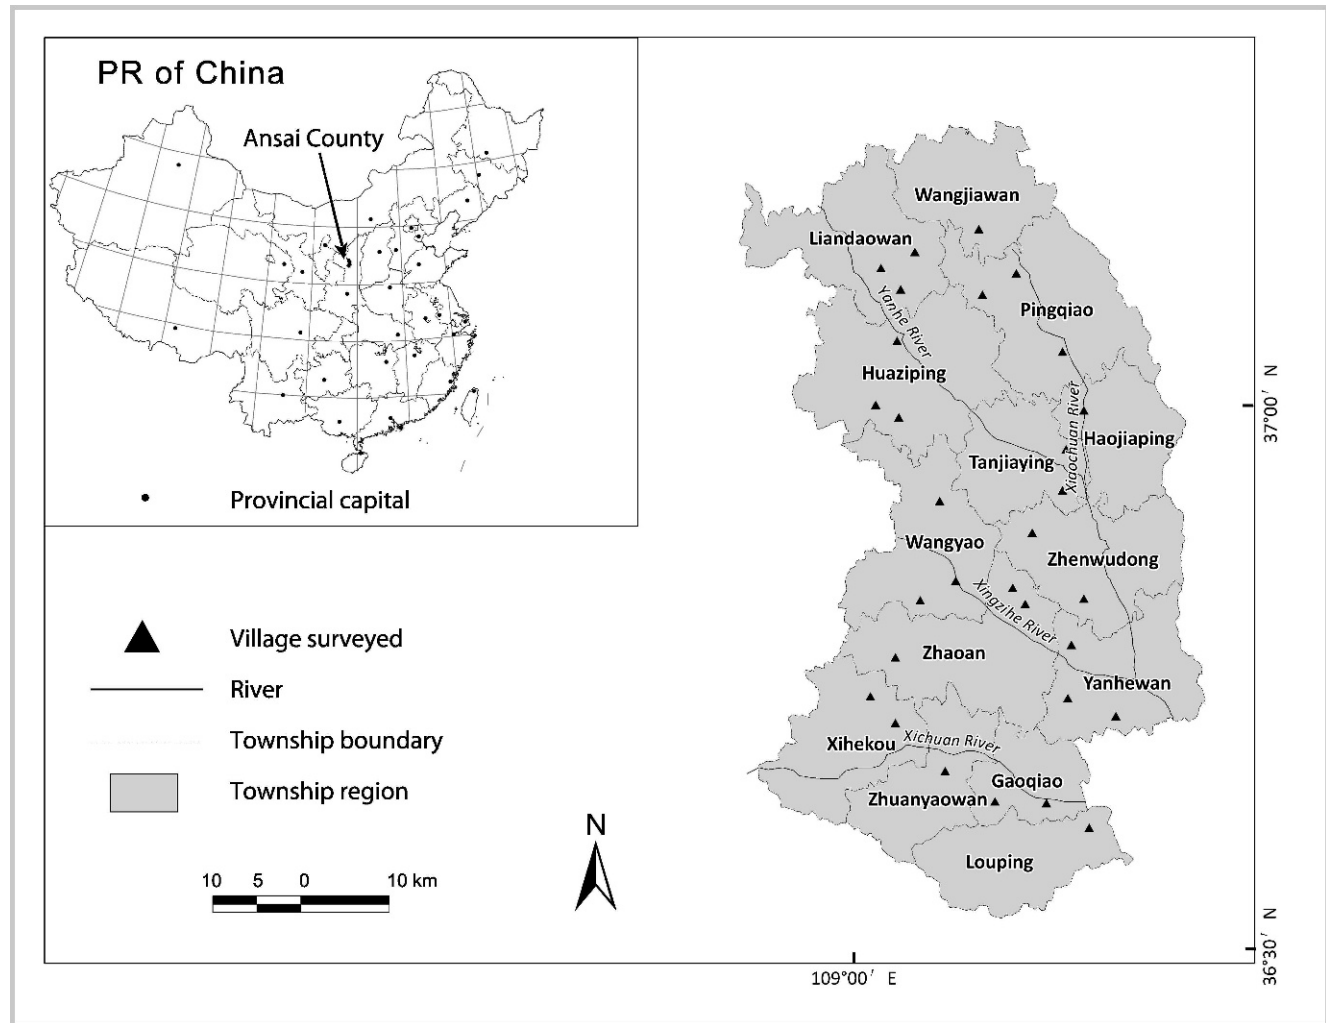 PR of China
Ansai County
Provincial capital
Village surveyed
River
Township boundary
Township region
10 5 0 10 km
N
Wangjiawan
Liandaowan
Yanhe River
Pingqiao
Huaziping
Xiaochuan River
Haojiaping
Tanjiaying
Wangyao
Zhenwudong
Xingzihe River
Zhaoan
Yanhewan
Xihekou
Xichuan River
Gaoqiao
Zhuanyaowan
Louping
37°00′ N
36°30′ N
109°00′ E